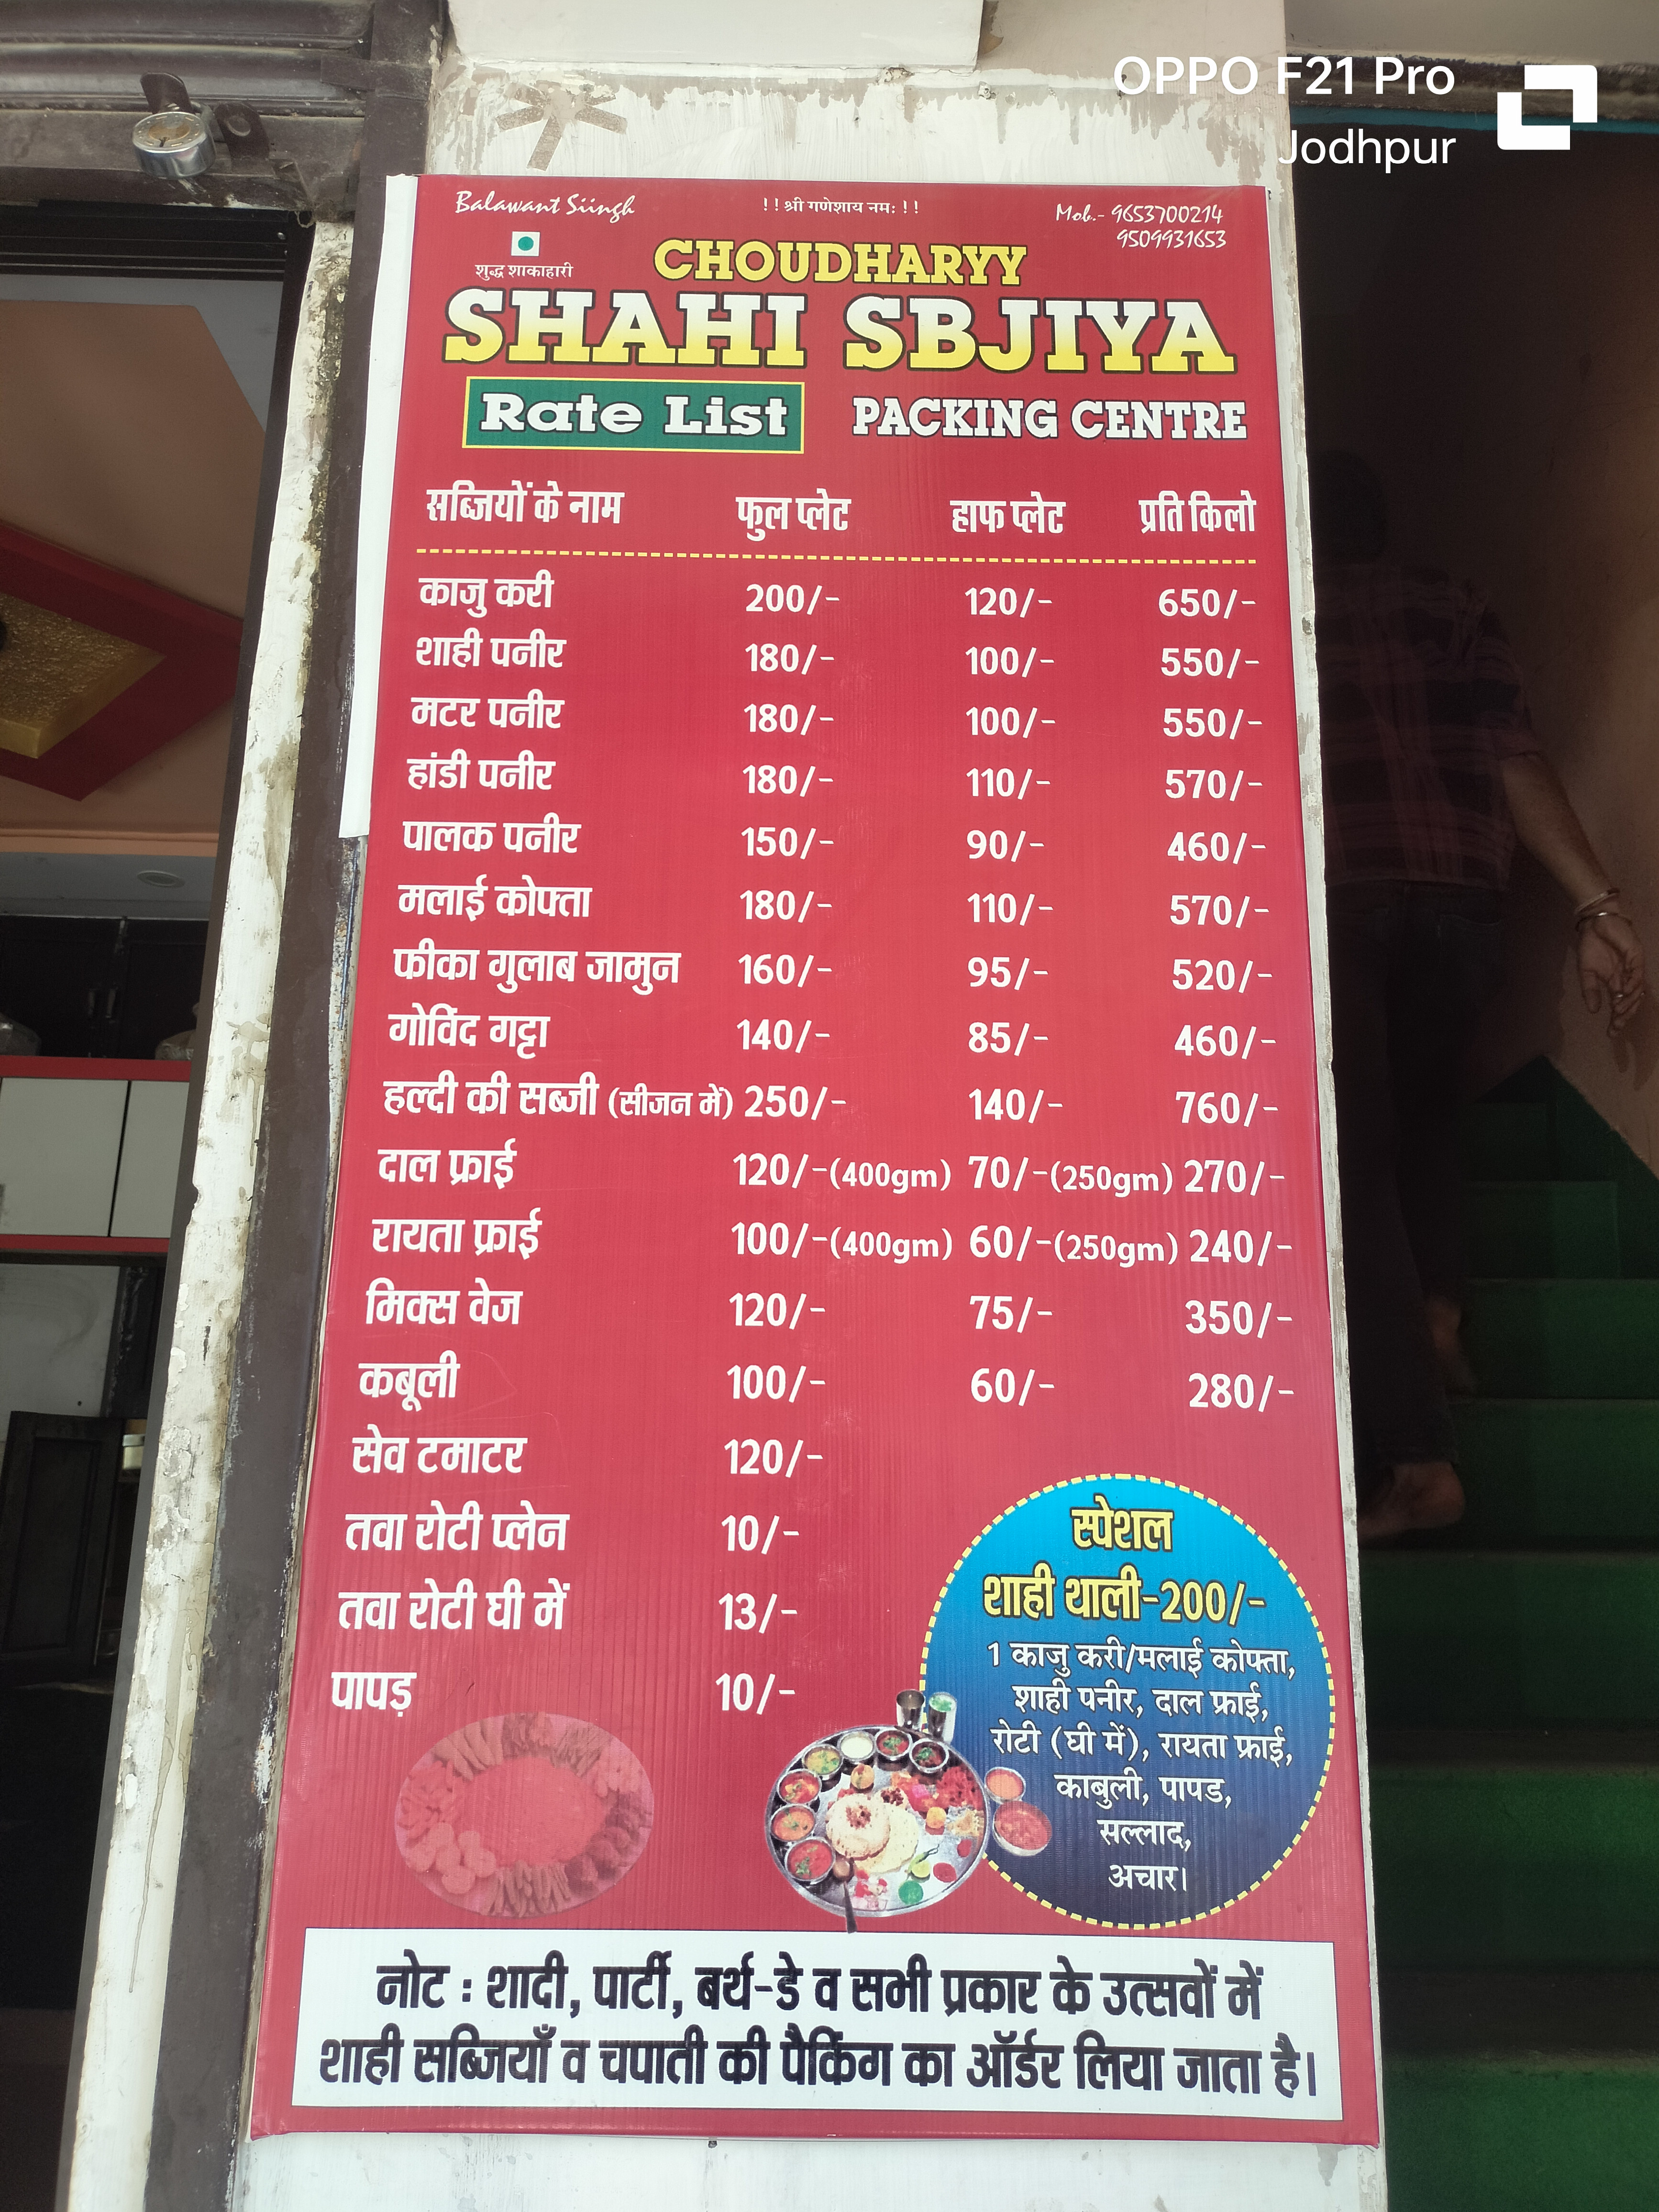 OPPO F21 Pro
Jodhpur
Balawant Siingh
!! श्री गणेशाय नमः !!
Mob.- 9653700214
9509931653
शुद्ध शाकाहारी
CHOUDHARYY
SHAHI SBJIYA
Rate List PACKING CENTRE
सब्जियों के नाम फुल प्लेट हाफ प्लेट प्रति किलो
काजु करी 200/- 120/- 650/-
शाही पनीर 180/- 100/- 550/-
मटर पनीर 180/- 100/- 550/-
हांडी पनीर 180/- 110/- 570/-
पालक पनीर 150/- 90/- 460/-
मलाई कोफ्ता 180/- 110/- 570/-
फीका गुलाब जामुन 160/- 95/- 520/-
गोविंद गट्टा 140/- 85/- 460/-
हल्दी की सब्जी (सीजन में) 250/- 140/- 760/-
दाल फ्राई 120/-(400gm) 70/-(250gm) 270/-
रायता फ्राई 100/-(400gm) 60/-(250gm) 240/-
मिक्स वेज 120/- 75/- 350/-
कबूली 100/- 60/- 280/-
सेव टमाटर 120/-
तवा रोटी प्लेन 10/-
तवा रोटी घी में 13/-
पापड़ 10/-
स्पेशल
शाही थाली-200/-
1 काजु करी/मलाई कोफ्ता,
शाही पनीर, दाल फ्राई,
रोटी (घी में), रायता फ्राई,
काबुली, पापड,
सल्लाद,
अचार।
नोट : शादी, पार्टी, बर्थ-डे व सभी प्रकार के उत्सवों में
शाही सब्जियाँ व चपाती की पैकिंग का ऑर्डर लिया जाता है।